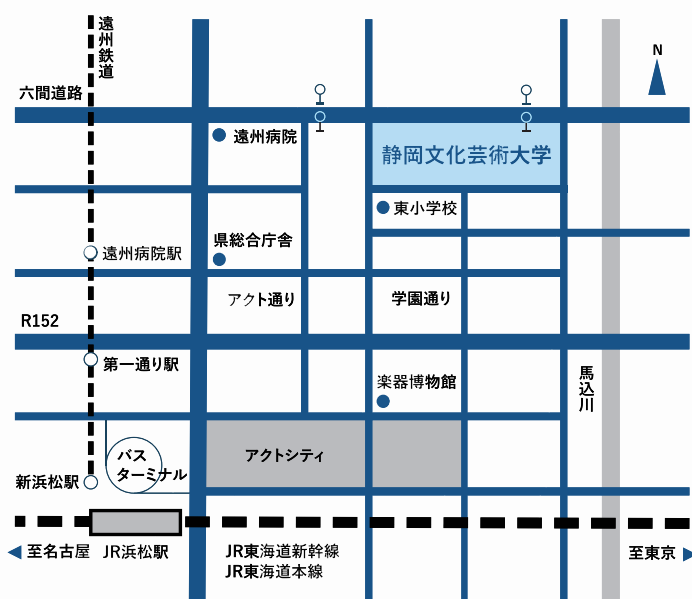 遠州鉄道
N
六間道路
遠州病院
静岡文化芸術大学
東小学校
県総合庁舎
遠州病院駅
アクト通り
学園通り
R152
第一通り駅
馬込川
楽器博物館
バス
ターミナル
アクトシティ
新浜松駅
至名古屋
JR浜松駅
JR東海道新幹線
JR東海道本線
至東京